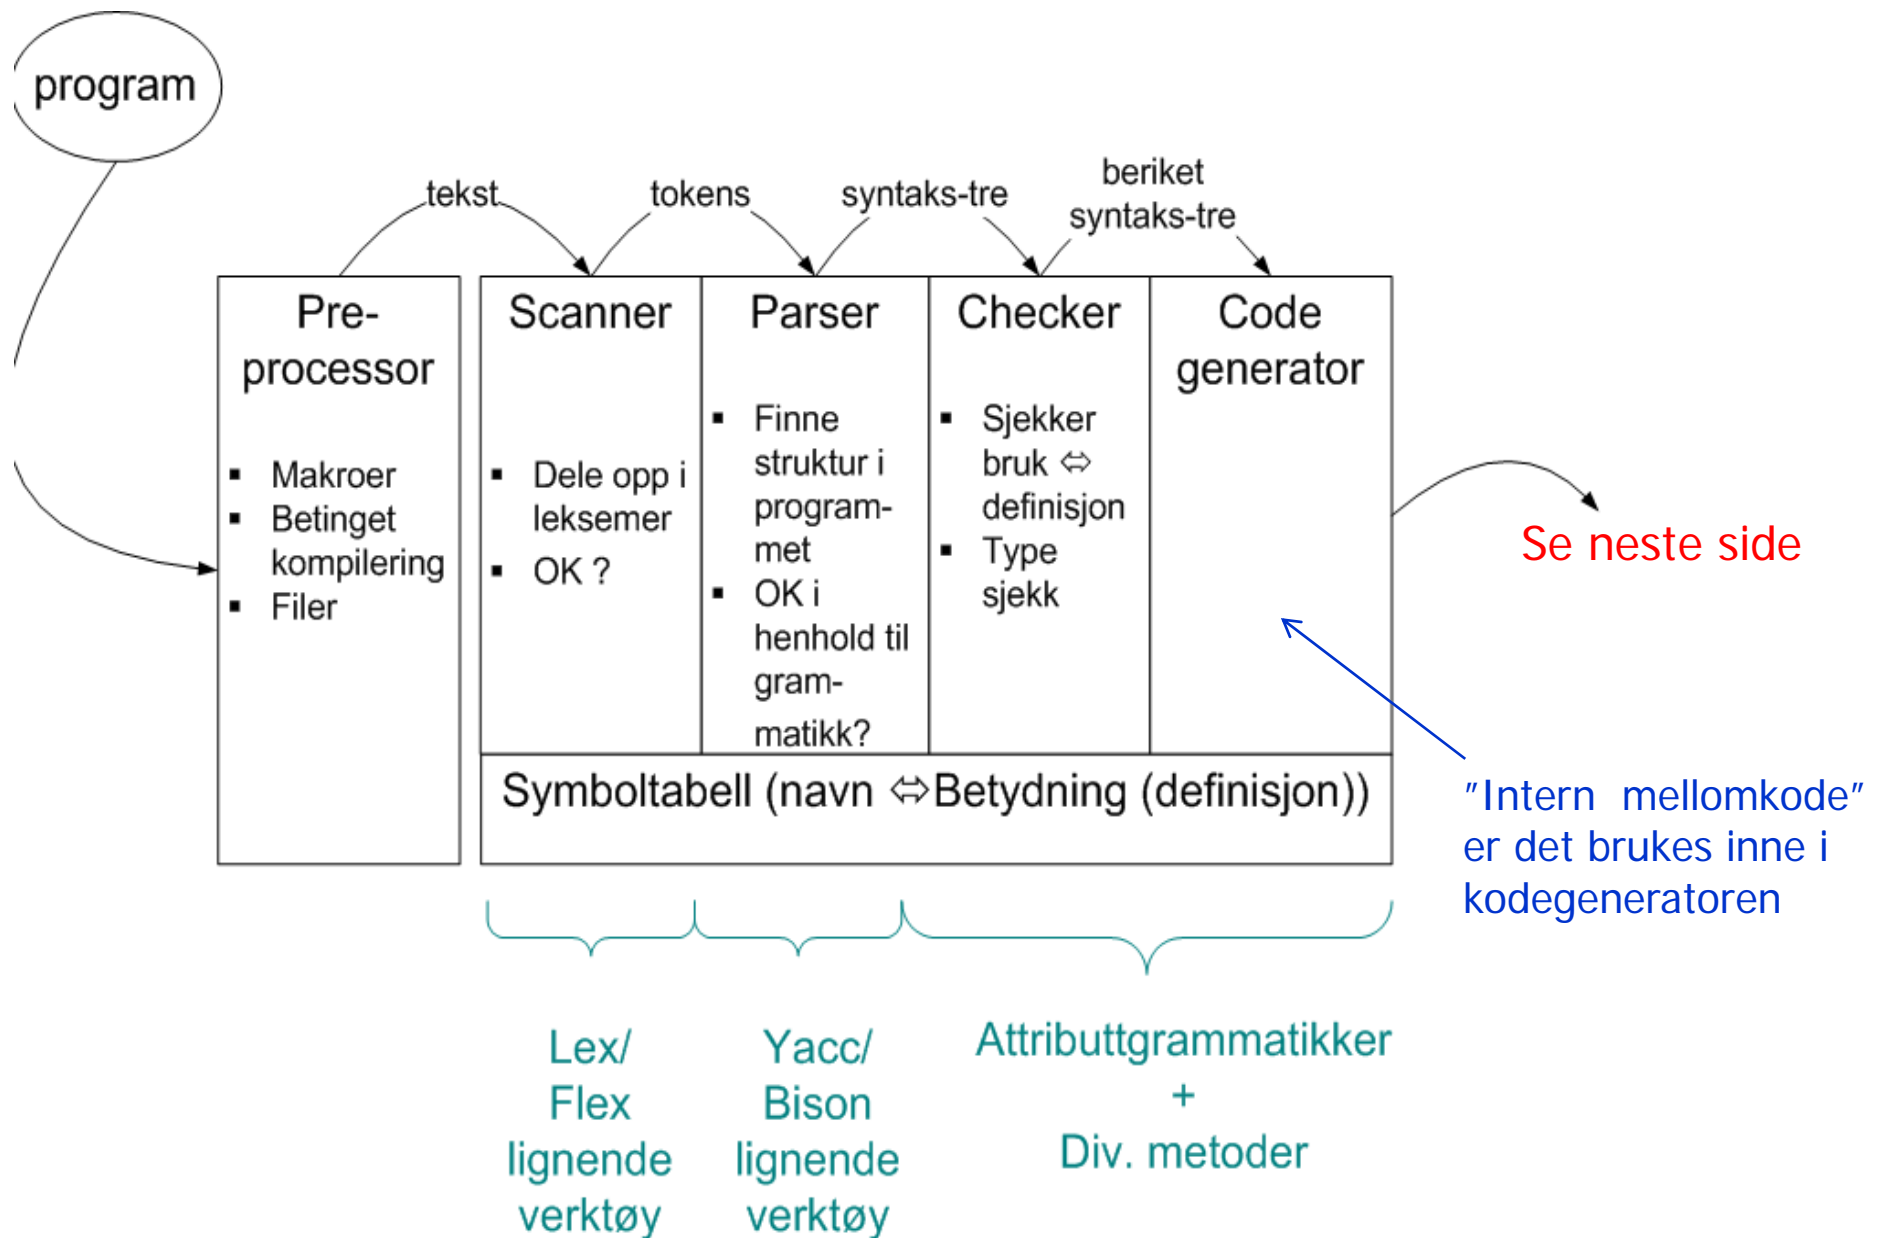 program
tekst
tokens
syntaks-tre
beriket
syntaks-tre
Pre-
processor
▪ Makroer
▪ Betinget
kompilering
▪ Filer
Scanner
▪ Dele opp i
leksemer
▪ OK ?
Parser
▪ Finne
struktur i
program-
met
▪ OK i
henhold til
gram-
matikk?
Checker
▪ Sjekker
bruk ⇔
definisjon
▪ Type
sjekk
Code
generator
Se neste side
Symboltabell (navn ⇔Betydning (definisjon))
"Intern mellomkode"
er det brukes inne i
kodegeneratoren
Lex/
Flex
lignende
verktøy
Yacc/
Bison
lignende
verktøy
Attributtgrammatikker
+
Div. metoder